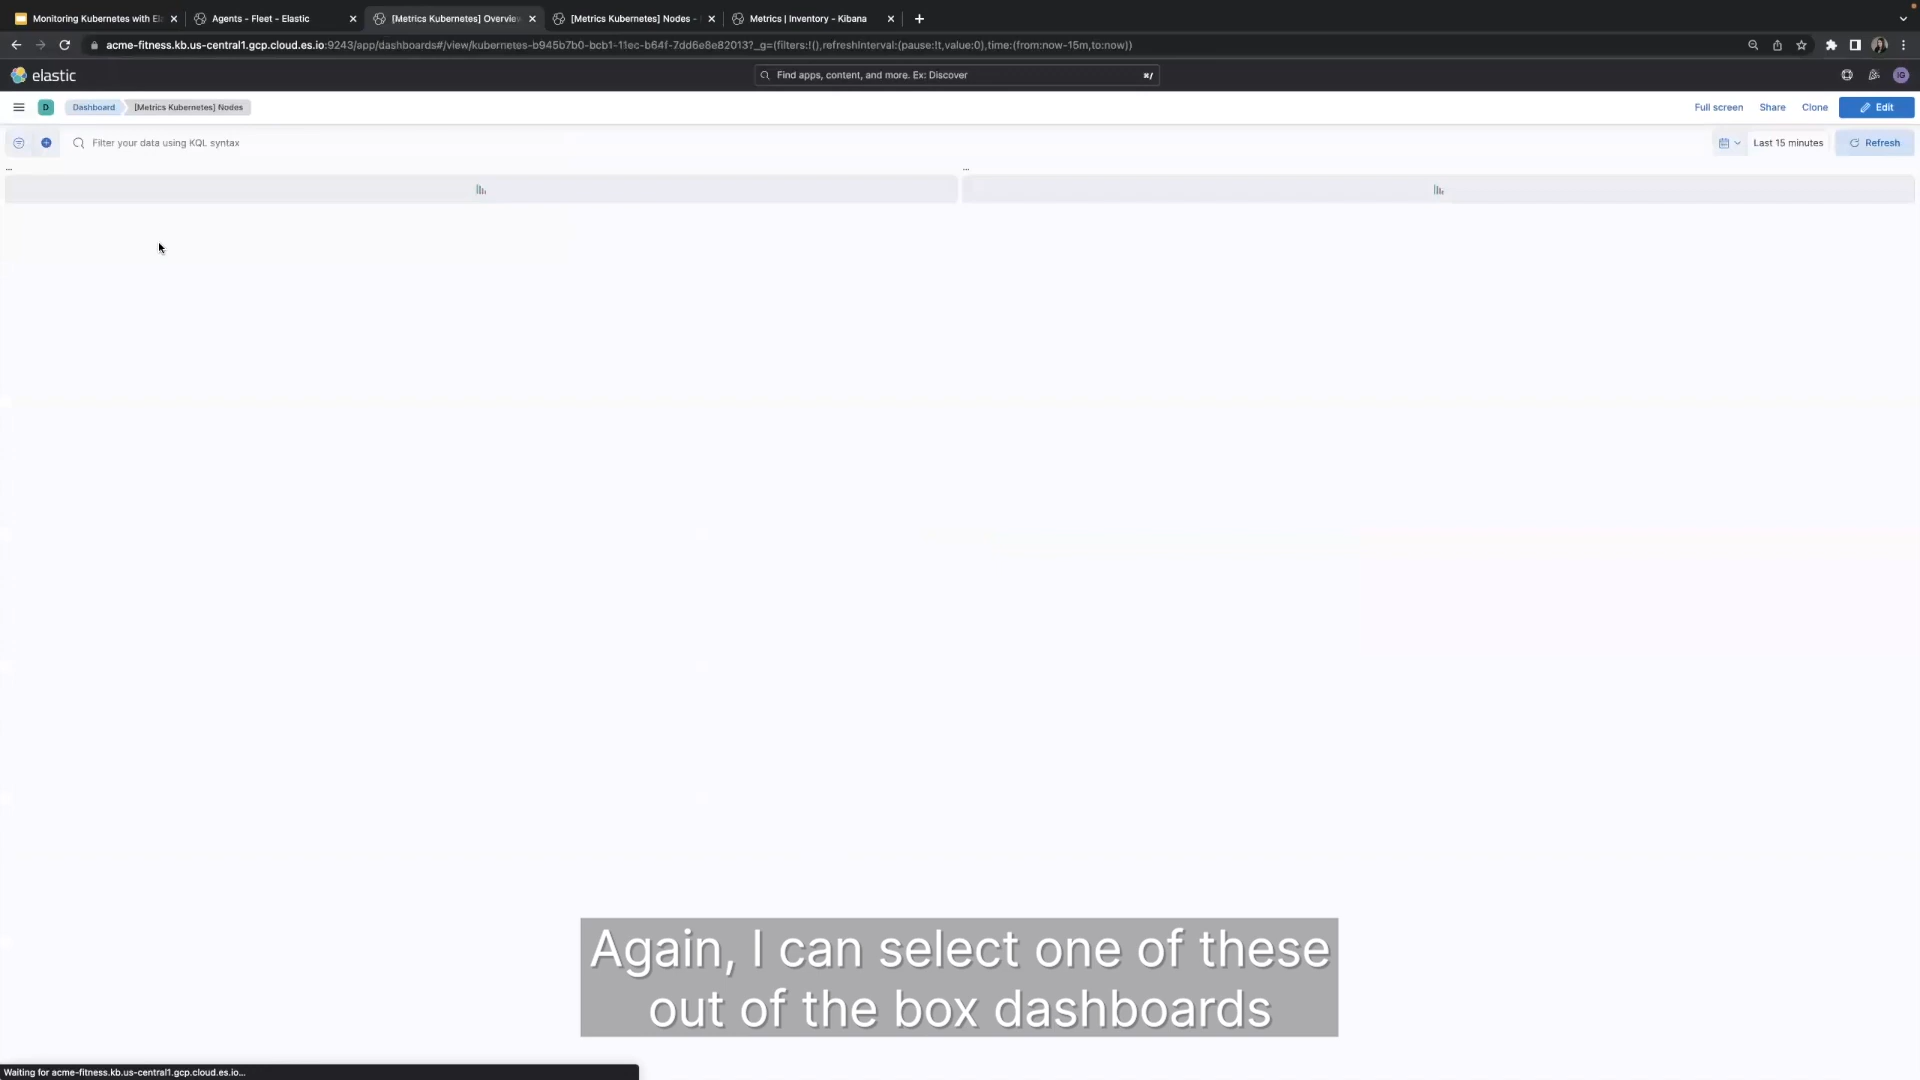 Monitoring Kubernetes with El
Agents - Fleet - Elastic
[Metrics Kubernetes] Overview
[Metrics Kubernetes] Nodes -
Metrics | Inventory - Kibana
acme-fitness.kb.us-central1.gcp.cloud.es.io:9243/app/dashboards#/view/kubernetes-b945b7b0-bcb1-11ec-b64f-7dd6e8e82013?_g=(filters:!(),refreshInterval:(pause:!t,value:0),time:(from:now-15m,to:now))
elastic
Find apps, content, and more. Ex: Discover
⌘/
IG
D
Dashboard
[Metrics Kubernetes] Nodes
Full screen
Share
Clone
Edit
Filter your data using KQL syntax
Last 15 minutes
Refresh
...
...
Again, I can select one of these
out of the box dashboards
Waiting for acme-fitness.kb.us-central1.gcp.cloud.es.io...